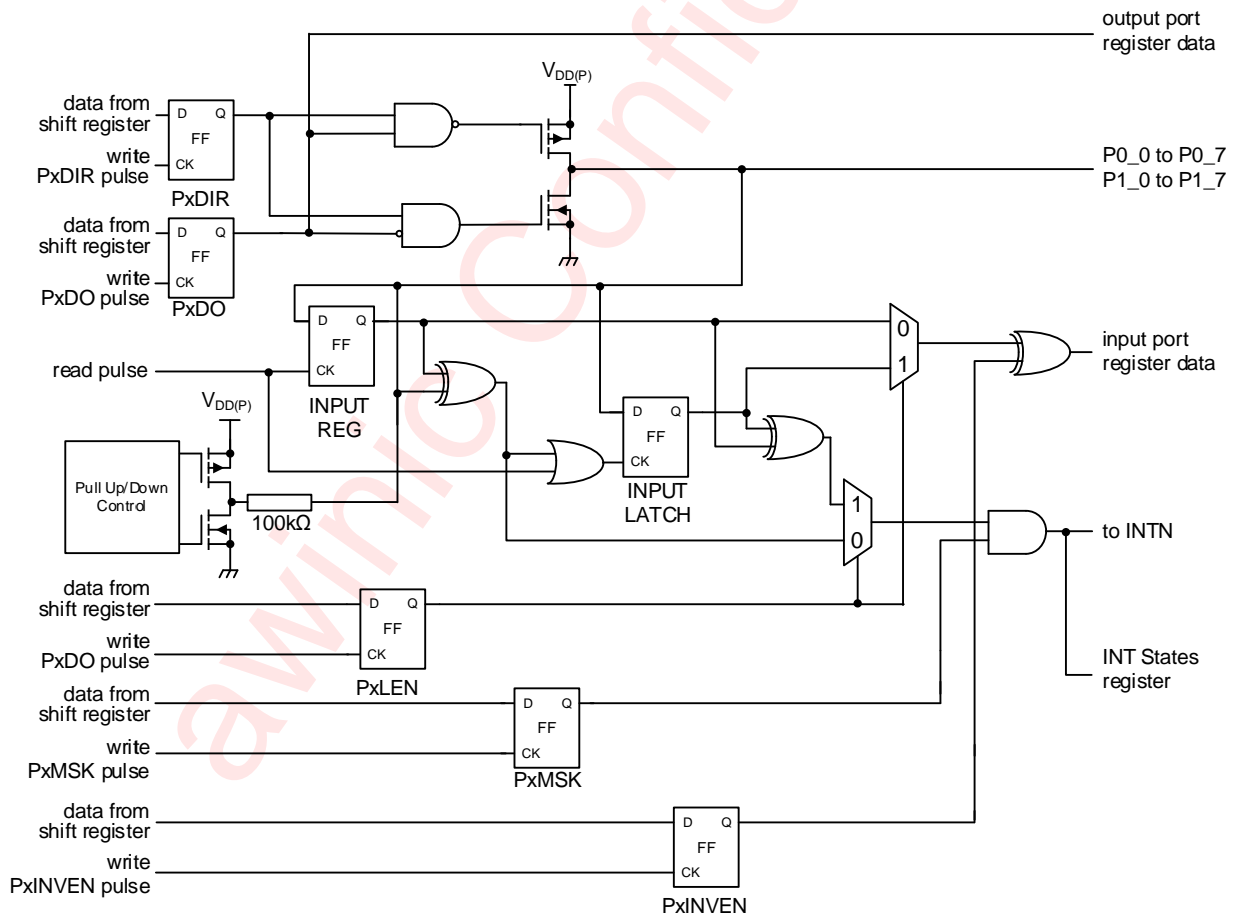 output port
register data
VDD(P)
data from
shift register
D Q
FF
CK
write
PxDIR pulse
PxDIR
P0_0 to P0_7
P1_0 to P1_7
data from
shift register
D Q
FF
CK
write
PxDO pulse
PxDO
D Q
FF
CK
INPUT
REG
0
1
input port
register data
read pulse
VDD(P)
D Q
FF
CK
INPUT
LATCH
Pull Up/Down
Control
100kΩ
1
0
to INTN
data from
shift register
D Q
FF
CK
write
PxDO pulse
PxLEN
INT States
register
data from
shift register
D Q
FF
CK
write
PxMSK pulse
PxMSK
data from
shift register
D Q
FF
CK
write
PxINVEN pulse
PxINVEN
awinic Confi